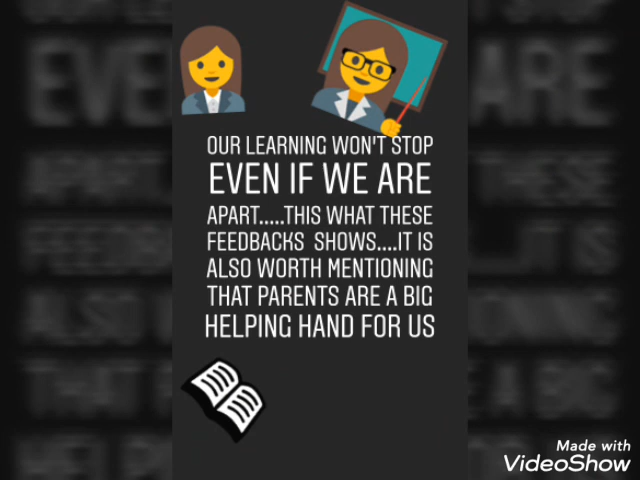 OUR LEARNING WON'T STOP
EVEN IF WE ARE
APART.....THIS WHAT THESE
FEEDBACKS SHOWS....IT IS
ALSO WORTH MENTIONING
THAT PARENTS ARE A BIG
HELPING HAND FOR US
Made with
VideoShow